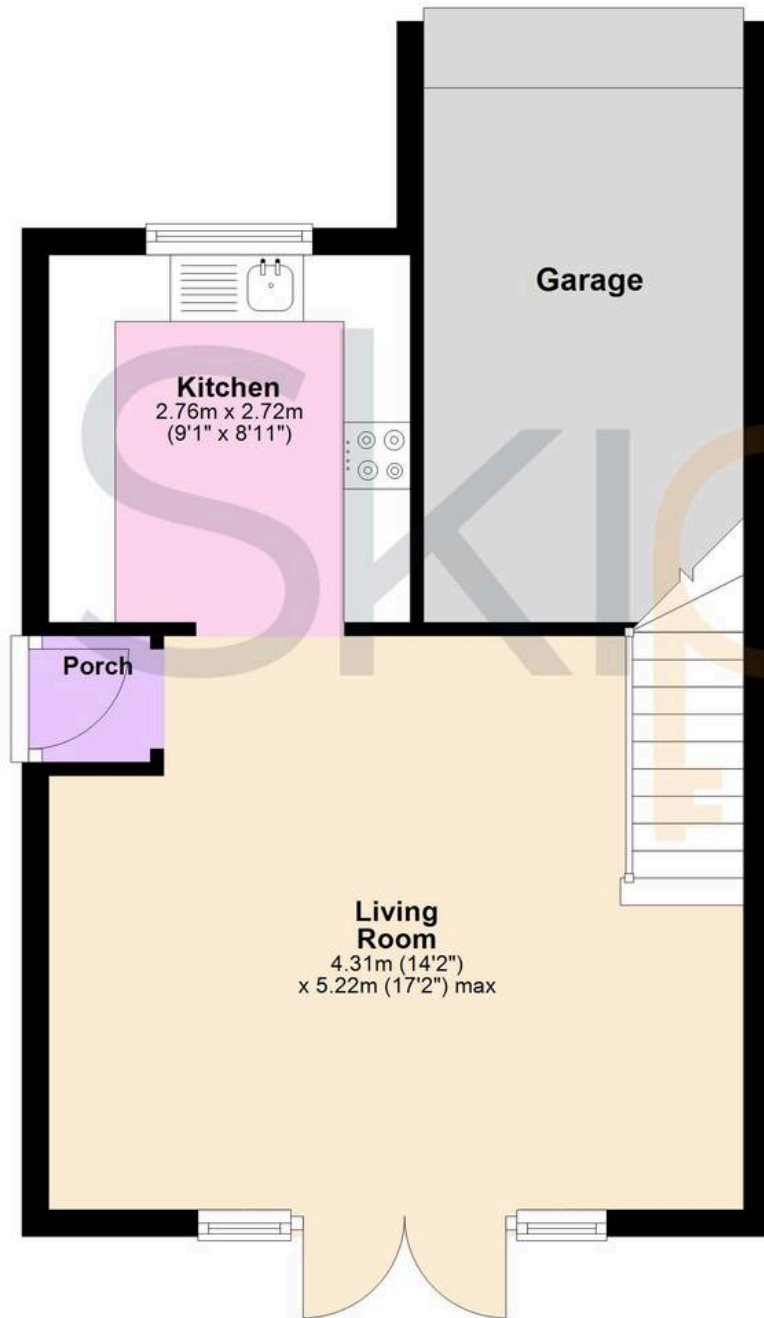 Garage
Kitchen
2.76m x 2.72m
(9'1" x 8'11")
Porch
Living
Room
4.31m (14'2")
x 5.22m (17'2") max